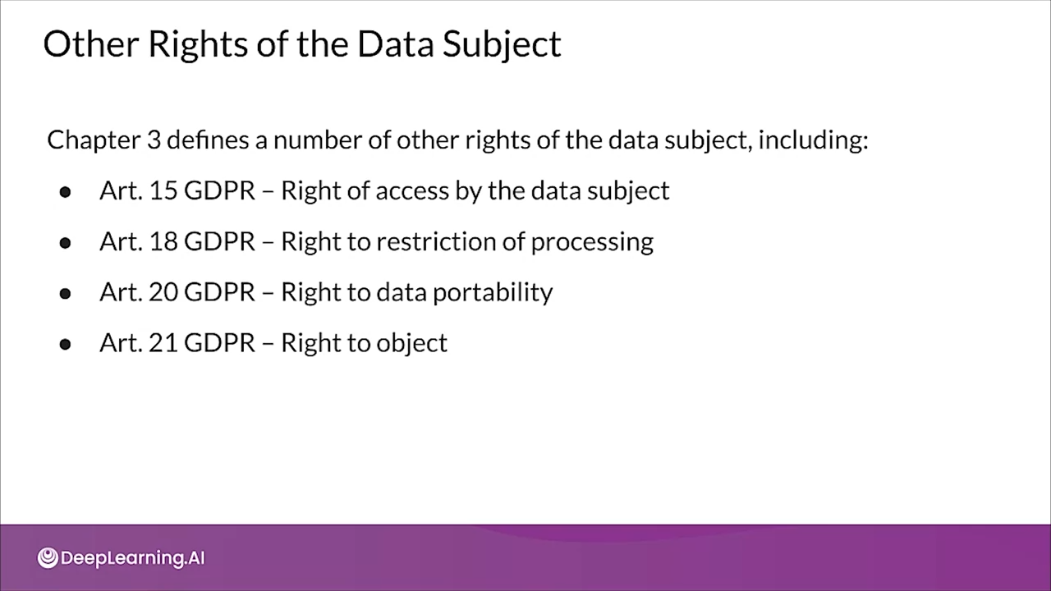 Other Rights of the Data Subject
Chapter 3 defines a number of other rights of the data subject, including:
● Art. 15 GDPR – Right of access by the data subject
● Art. 18 GDPR – Right to restriction of processing
● Art. 20 GDPR – Right to data portability
● Art. 21 GDPR – Right to object
DeepLearning.AI